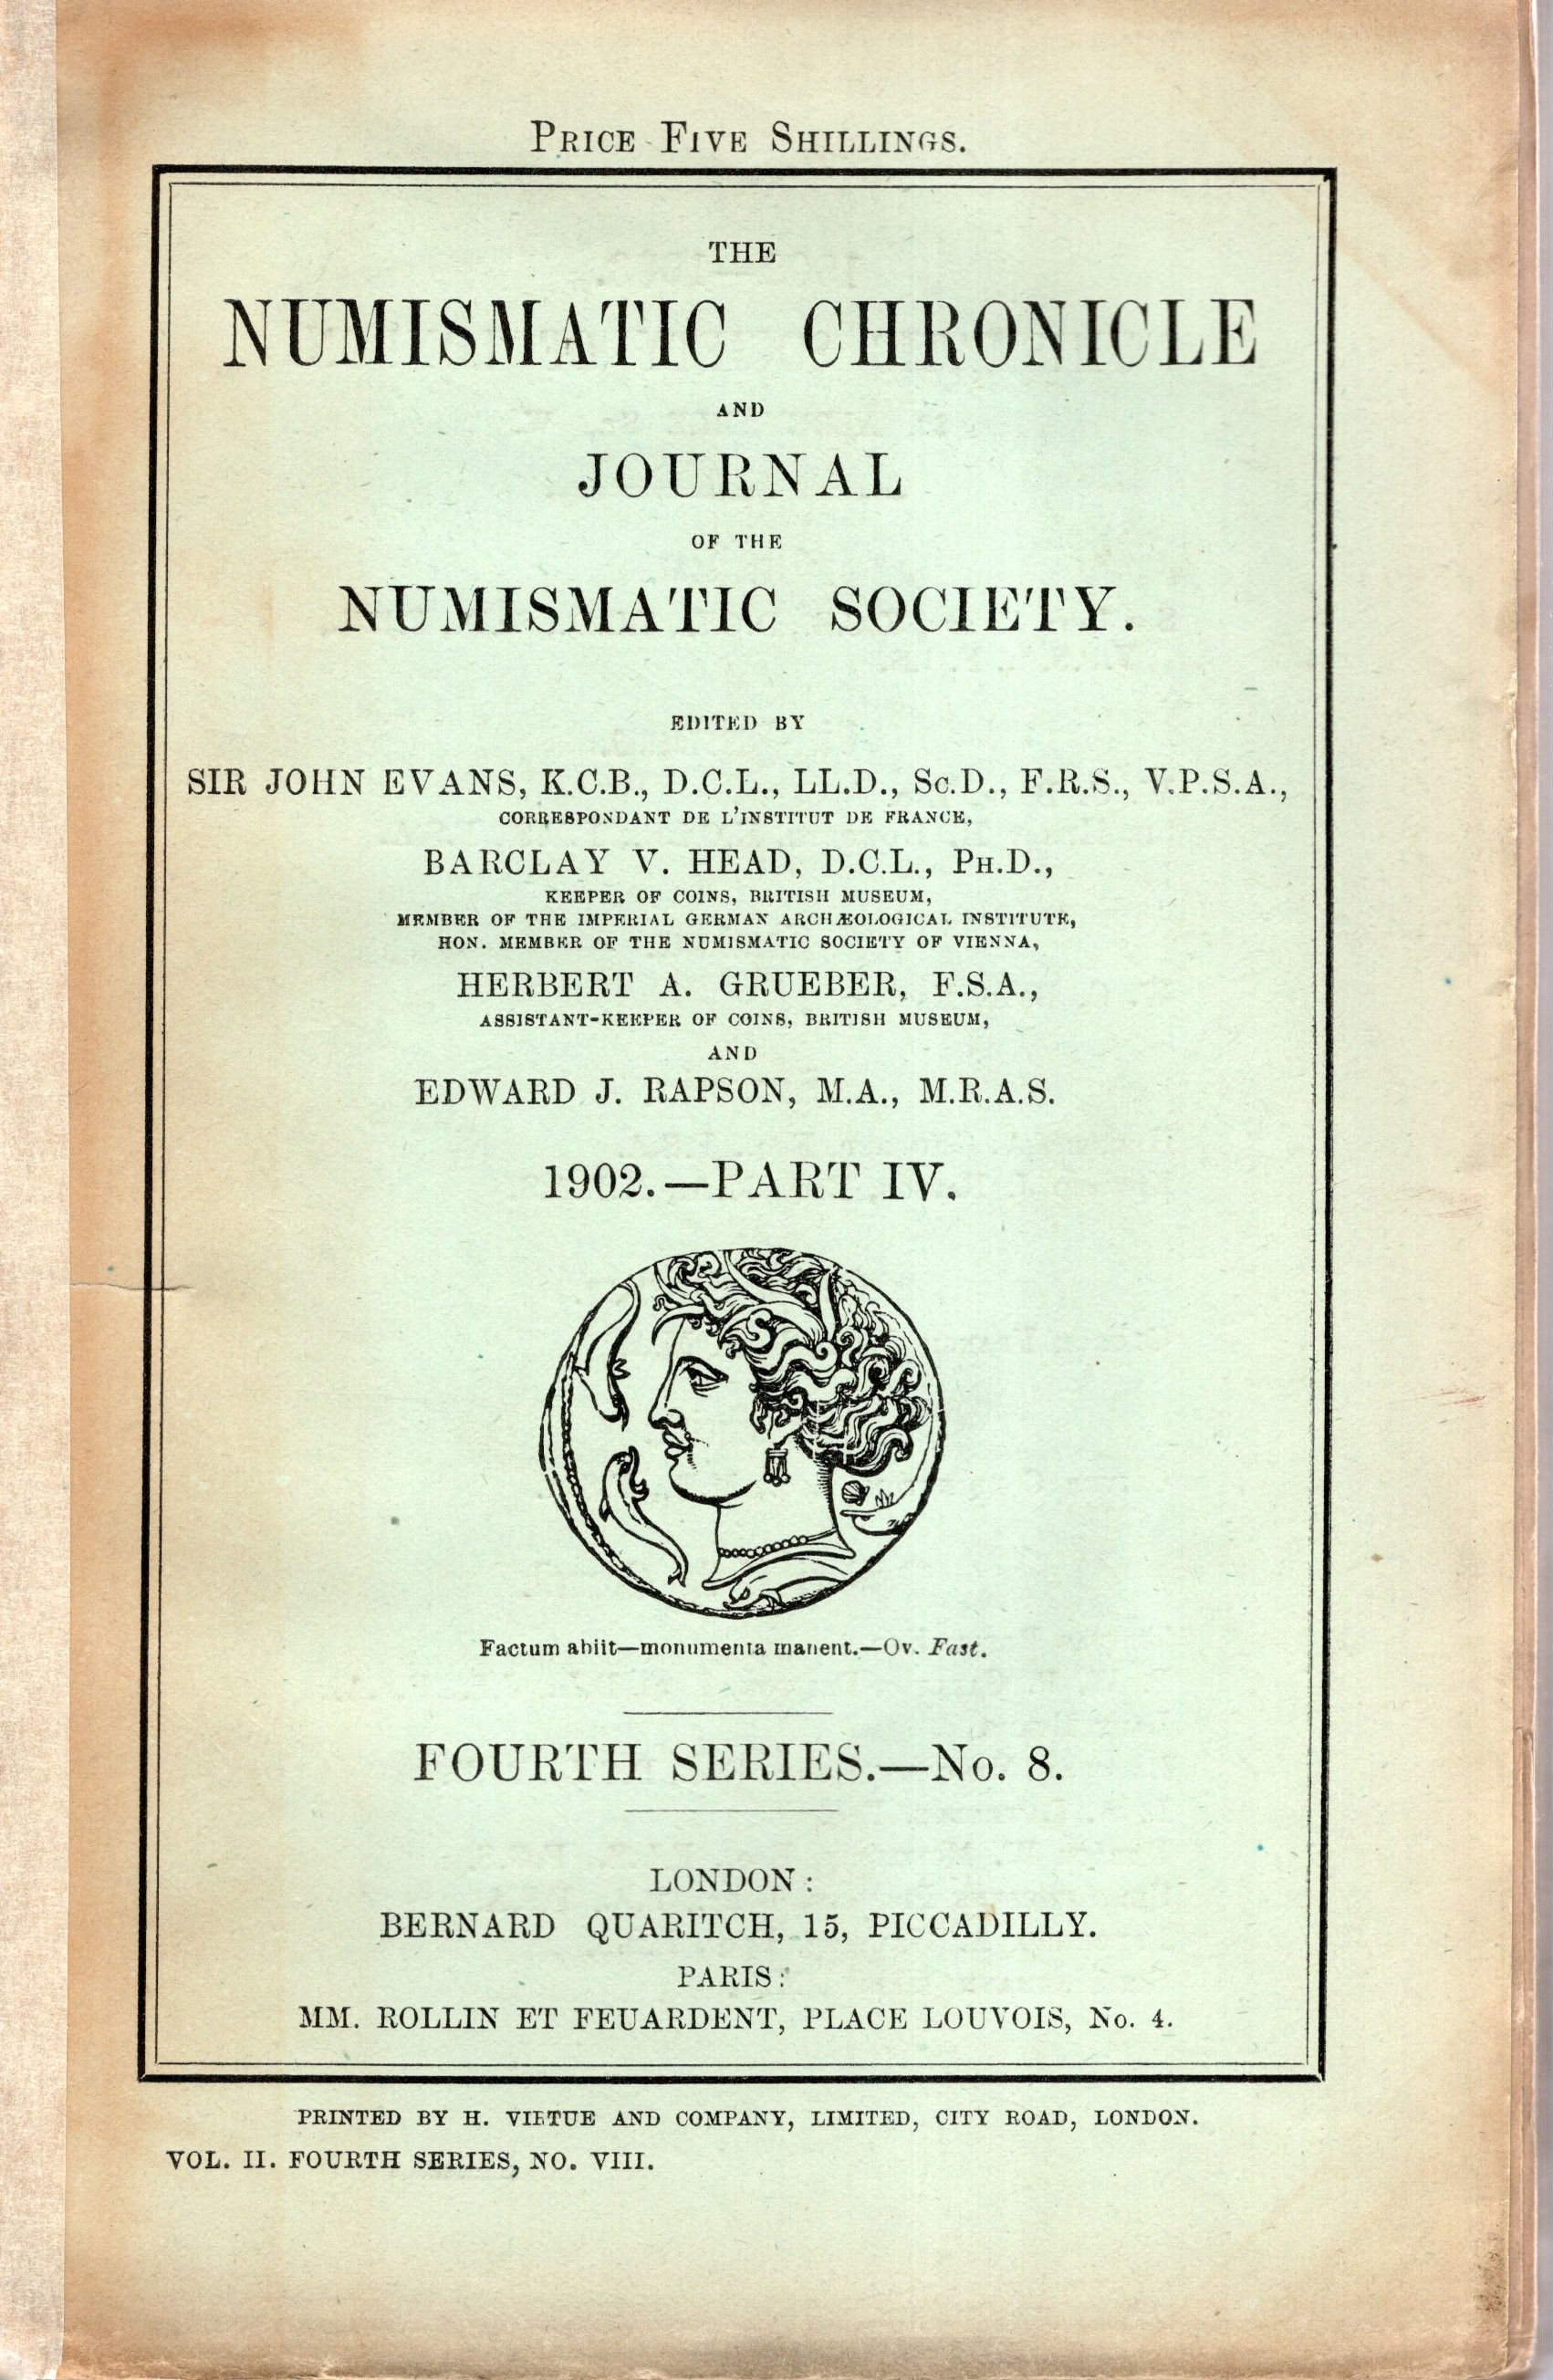 PRICE FIVE SHILLINGS.
THE
NUMISMATIC CHRONICLE
AND
JOURNAL
OF THE
NUMISMATIC SOCIETY.
EDITED BY
SIR JOHN EVANS, K.C.B., D.C.L., LL.D., Sc.D., F.R.S., V.P.S.A.,
CORRESPONDANT DE L'INSTITUT DE FRANCE,
BARCLAY V. HEAD, D.C.L., PH.D.,
KEEPER OF COINS, BRITISH MUSEUM,
MEMBER OF THE IMPERIAL GERMAN ARCHÆOLOGICAL INSTITUTE,
HON. MEMBER OF THE NUMISMATIC SOCIETY OF VIENNA,
HERBERT A. GRUEBER, F.S.A.,
ASSISTANT-KEEPER OF COINS, BRITISH MUSEUM,
AND
EDWARD J. RAPSON, M.A., M.R.A.S.
1902.—PART IV.
Factum abiit—monumenta manent.—Ov. Fast.
FOURTH SERIES.—No. 8.
LONDON:
BERNARD QUARITCH, 15, PICCADILLY.
PARIS:
MM. ROLLIN ET FEUARDENT, PLACE LOUVOIS, No. 4.
PRINTED BY H. VIRTUE AND COMPANY, LIMITED, CITY ROAD, LONDON.
VOL. II. FOURTH SERIES, NO. VIII.